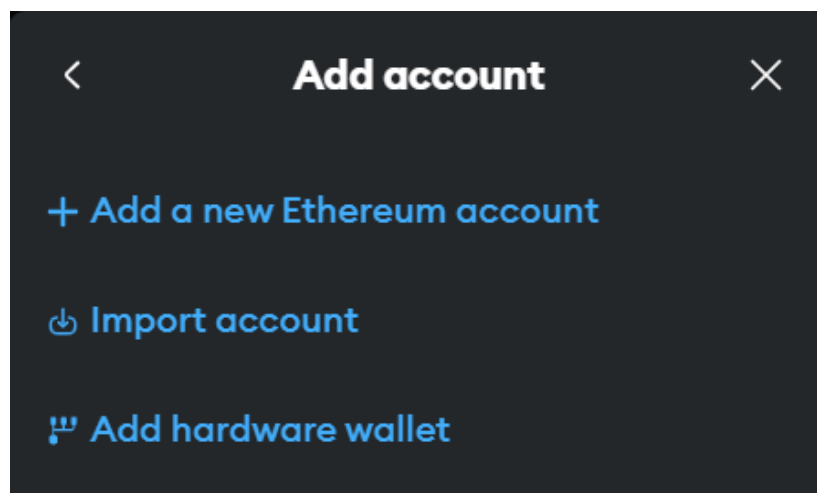 Add account
Add a new Ethereum account
Import account
Add hardware wallet